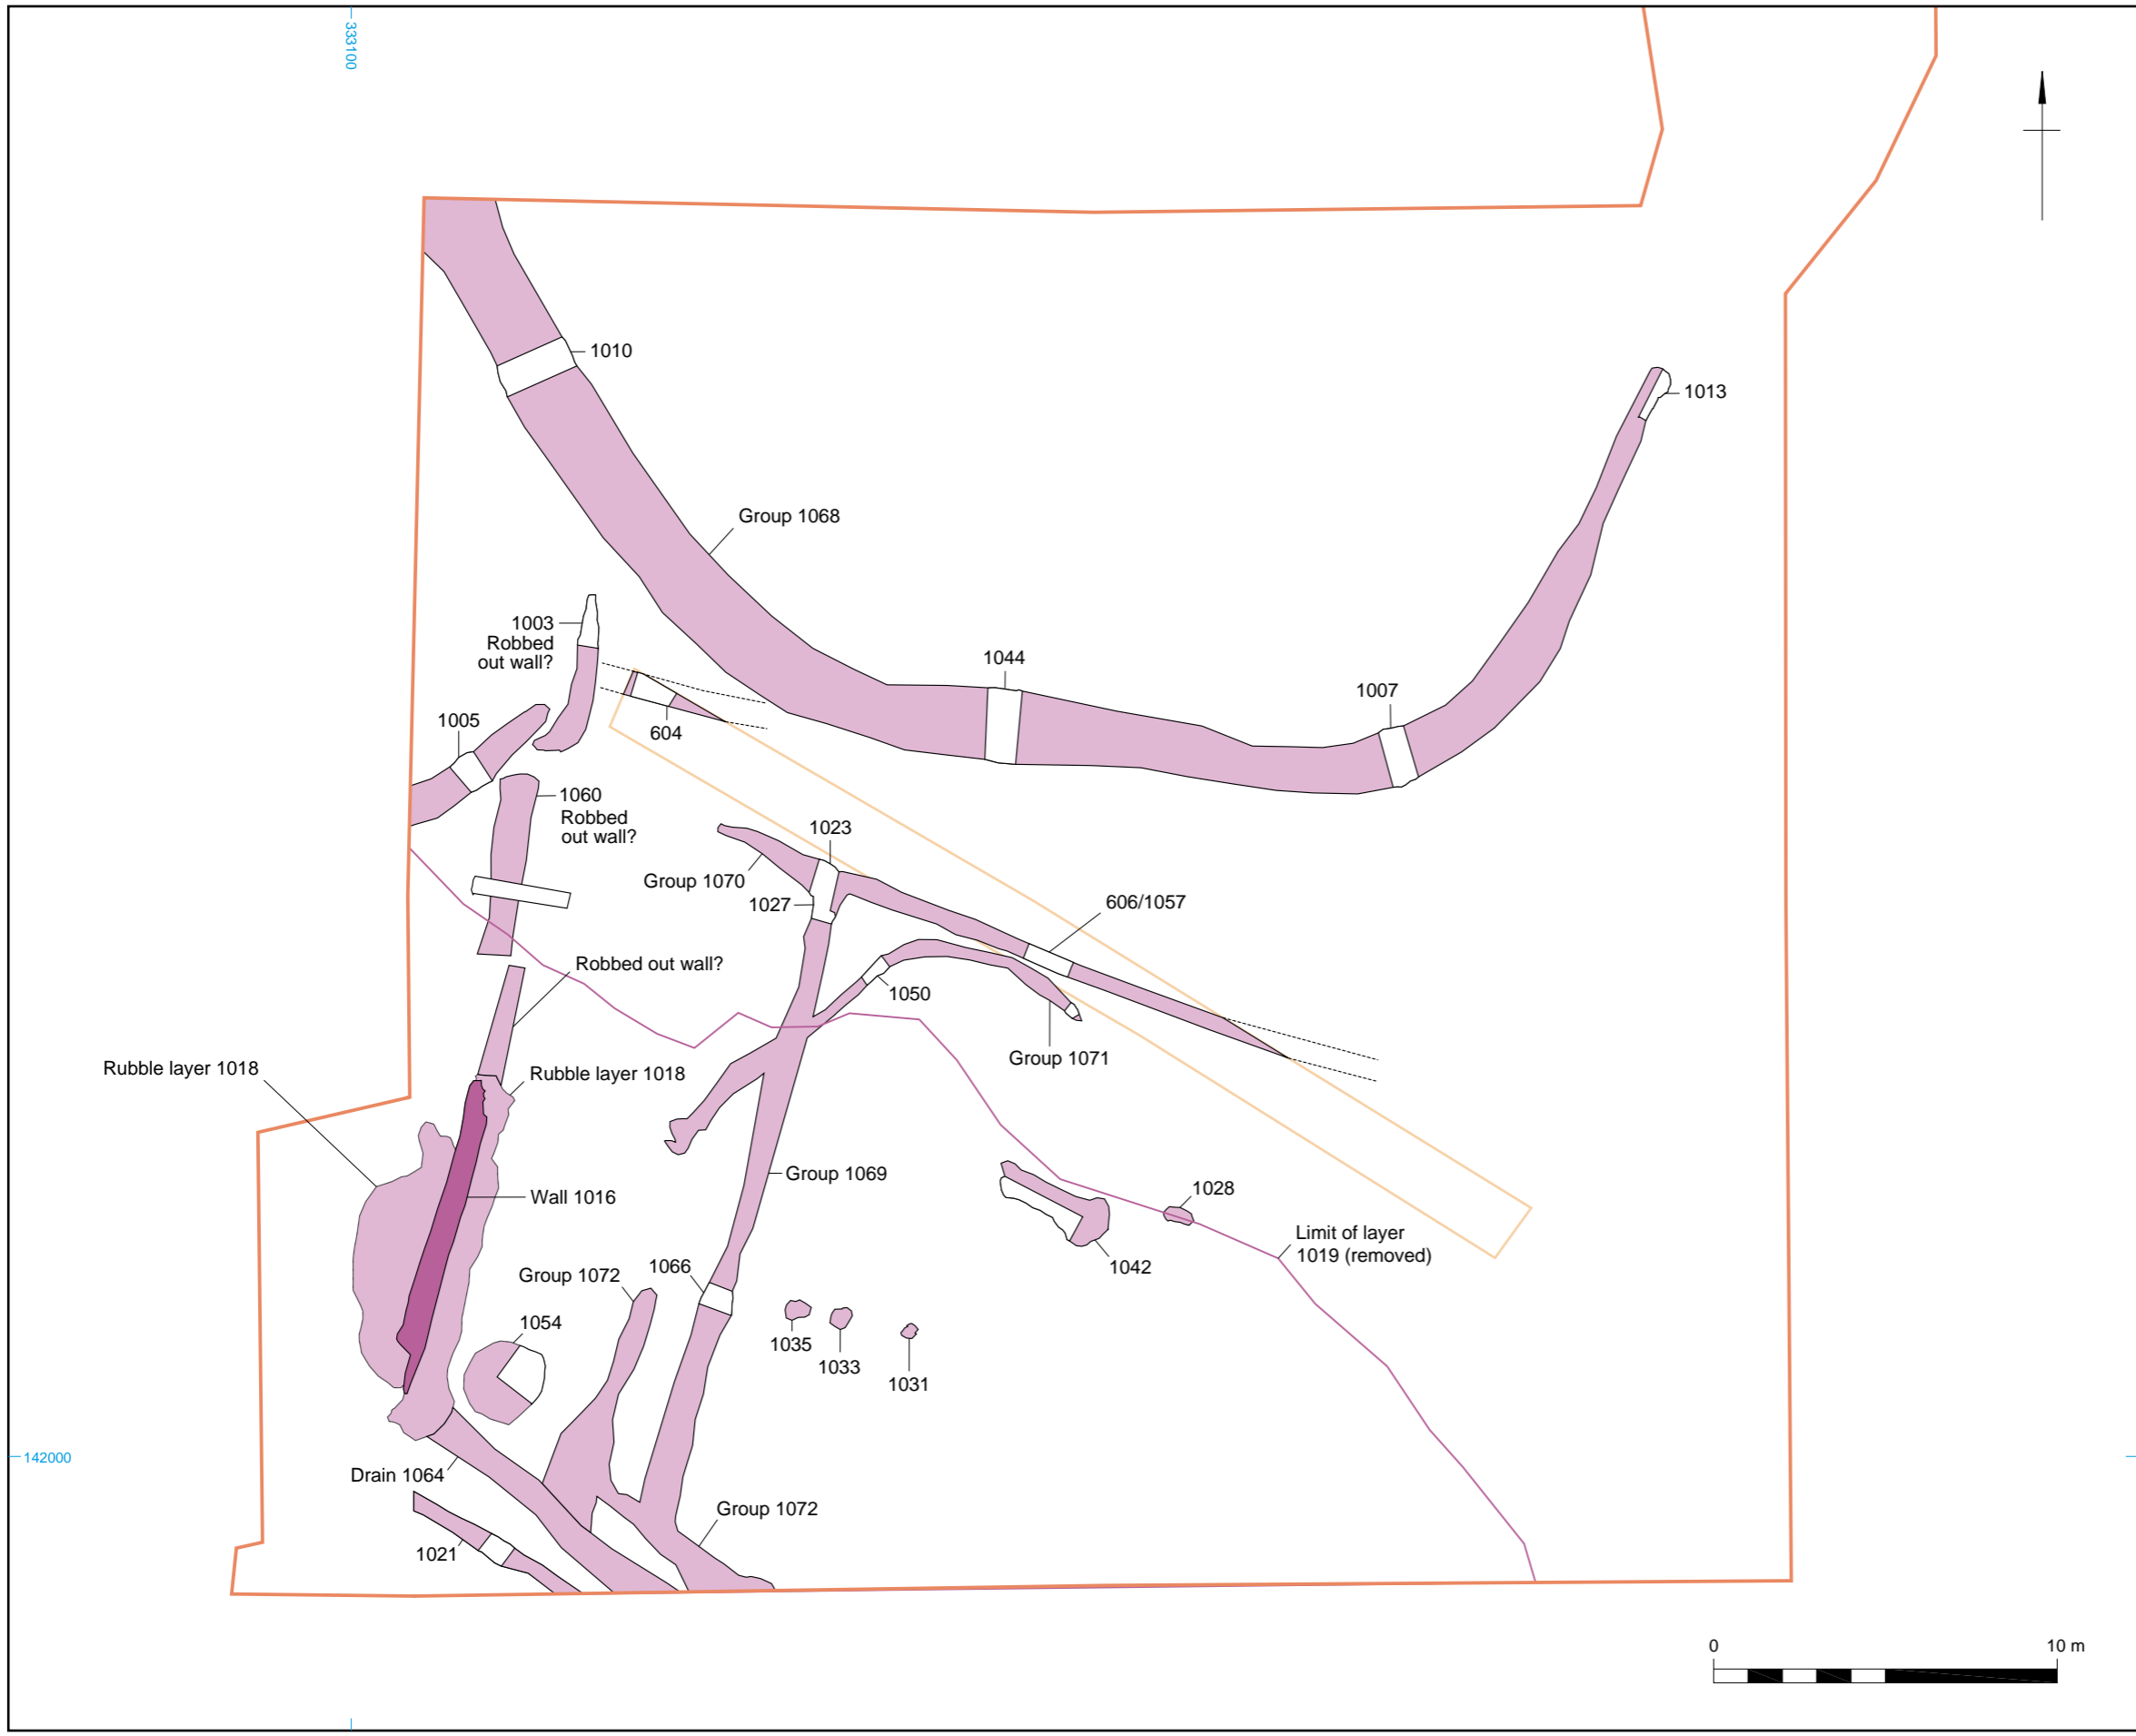 333100
1010
1013
Group 1068
1003
Robbed
out wall?
1044
1007
1005
604
1060
Robbed
out wall?
1023
Group 1070
1027
606/1057
Robbed out wall?
1050
Group 1071
Rubble layer 1018
Rubble layer 1018
Group 1069
Wall 1016
1028
Limit of layer
1019 (removed)
1042
1066
Group 1072
1054
1035
1033
1031
142000
Drain 1064
Group 1072
1021
0 10 m